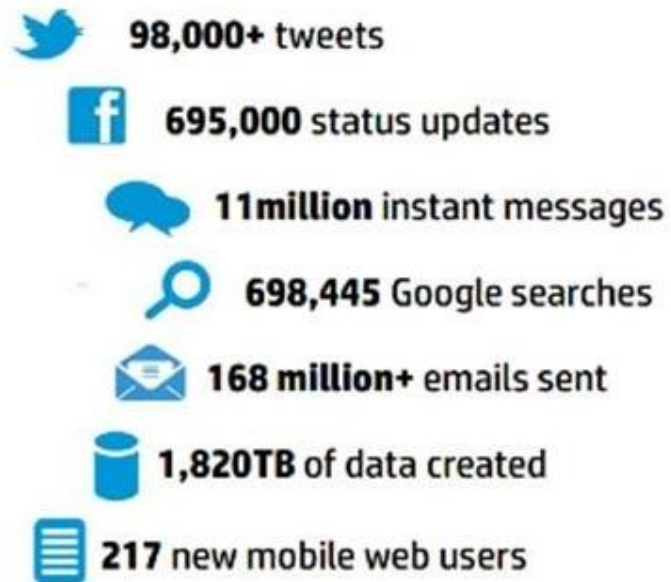 98,000+ tweets
f 695,000 status updates
11million instant messages
698,445 Google searches
168 million+ emails sent
1,820TB of data created
217 new mobile web users